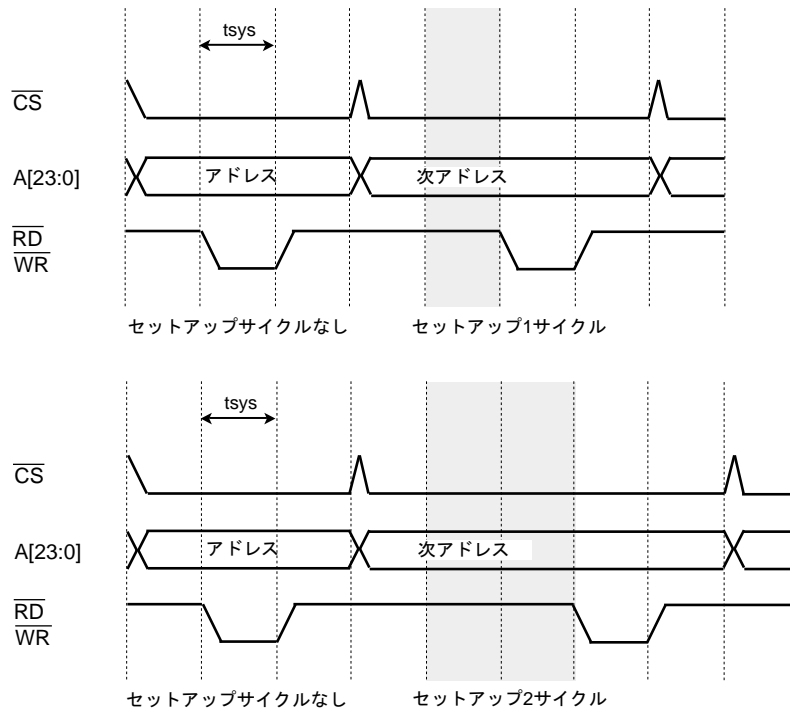 tsys
CS
A[23:0] アドレス 次アドレス
RD
WR
セットアップサイクルなし セットアップ1サイクル
tsys
CS
A[23:0] アドレス 次アドレス
RD
WR
セットアップサイクルなし セットアップ2サイクル